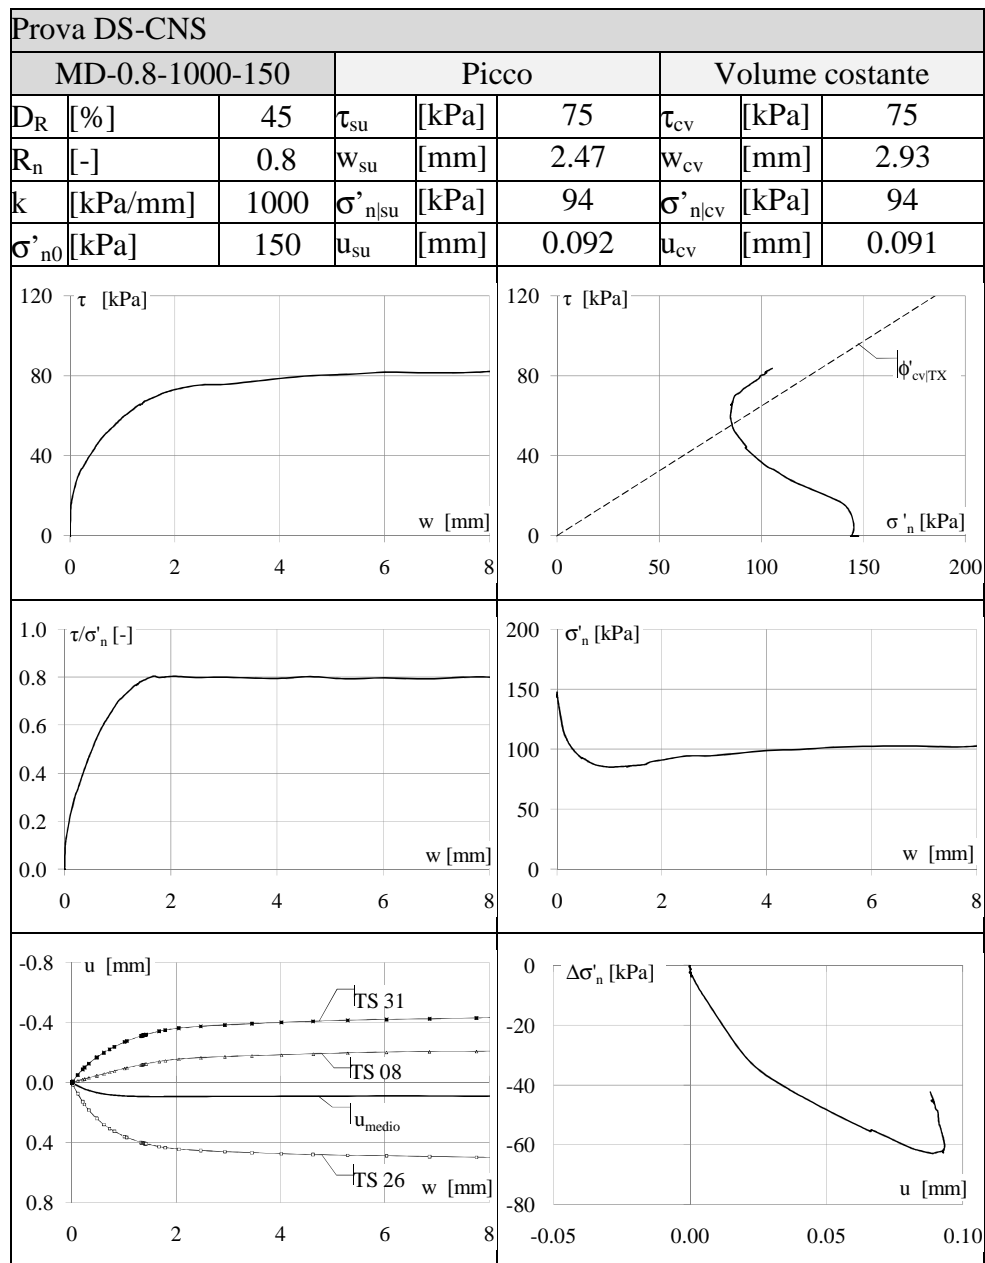 Prova DS-CNS
MD-0.8-1000-150 Picco Volume costante
D_R [%] 45 τ_su [kPa] 75 τ_cv [kPa] 75
R_n [-] 0.8 w_su [mm] 2.47 w_cv [mm] 2.93
k [kPa/mm] 1000 σ’_n|su [kPa] 94 σ’_n|cv [kPa] 94
σ’_n0 [kPa] 150 u_su [mm] 0.092 u_cv [mm] 0.091
τ [kPa]
120
80
40
0
w [mm]
0 2 4 6 8
τ [kPa]
120
80
40
0
ϕ'_cv|TX
σ'_n [kPa]
0 50 100 150 200
τ/σ'_n [-]
1.0
0.8
0.6
0.4
0.2
0.0
w [mm]
0 2 4 6 8
σ'_n [kPa]
200
150
100
50
0
w [mm]
0 2 4 6 8
u [mm]
-0.8
-0.4
0.0
0.4
0.8
TS 31
TS 08
u_medio
TS 26
w [mm]
0 2 4 6 8
Δσ'_n [kPa]
0
-20
-40
-60
-80
u [mm]
-0.05 0.00 0.05 0.10